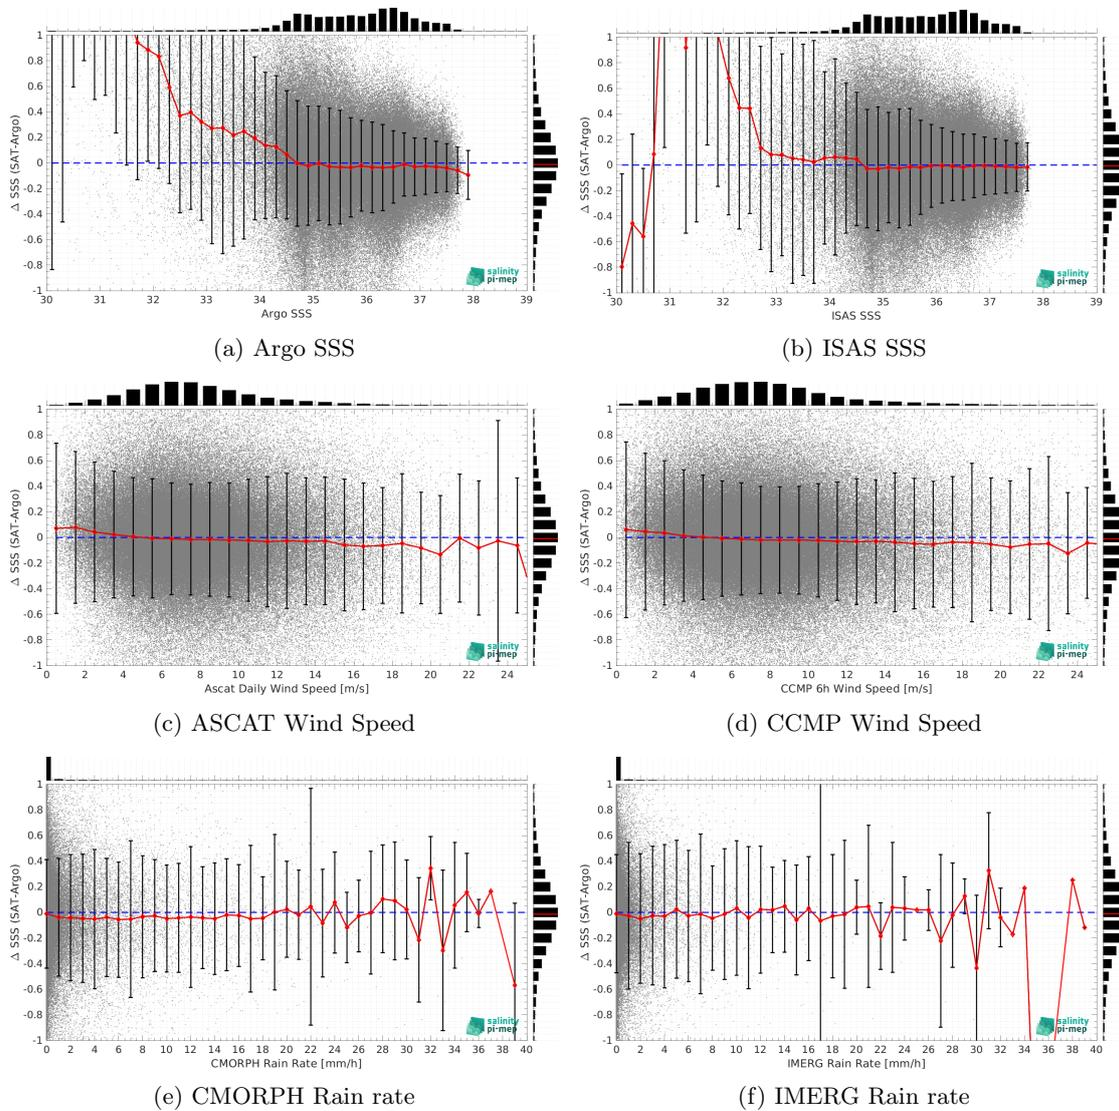 1
0.8
0.6
0.4
0.2
0
-0.2
-0.4
-0.6
-0.8
-1
Δ SSS (SAT-Argo)
salinity
pi-mep
30 31 32 33 34 35 36 37 38 39
Argo SSS
(a) Argo SSS
1
0.8
0.6
0.4
0.2
0
-0.2
-0.4
-0.6
-0.8
-1
Δ SSS (SAT-Argo)
salinity
pi-mep
30 31 32 33 34 35 36 37 38 39
ISAS SSS
(b) ISAS SSS
1
0.8
0.6
0.4
0.2
0
-0.2
-0.4
-0.6
-0.8
-1
Δ SSS (SAT-Argo)
salinity
pi-mep
0 2 4 6 8 10 12 14 16 18 20 22 24
Ascat Daily Wind Speed [m/s]
(c) ASCAT Wind Speed
1
0.8
0.6
0.4
0.2
0
-0.2
-0.4
-0.6
-0.8
-1
Δ SSS (SAT-Argo)
salinity
pi-mep
0 2 4 6 8 10 12 14 16 18 20 22 24
CCMP 6h Wind Speed [m/s]
(d) CCMP Wind Speed
1
0.8
0.6
0.4
0.2
0
-0.2
-0.4
-0.6
-0.8
-1
Δ SSS (SAT-Argo)
salinity
pi-mep
0 2 4 6 8 10 12 14 16 18 20 22 24 26 28 30 32 34 36 38 40
CMORPH Rain Rate [mm/h]
(e) CMORPH Rain rate
1
0.8
0.6
0.4
0.2
0
-0.2
-0.4
-0.6
-0.8
-1
Δ SSS (SAT-Argo)
salinity
pi-mep
0 2 4 6 8 10 12 14 16 18 20 22 24 26 28 30 32 34 36 38 40
IMERG Rain Rate [mm/h]
(f) IMERG Rain rate